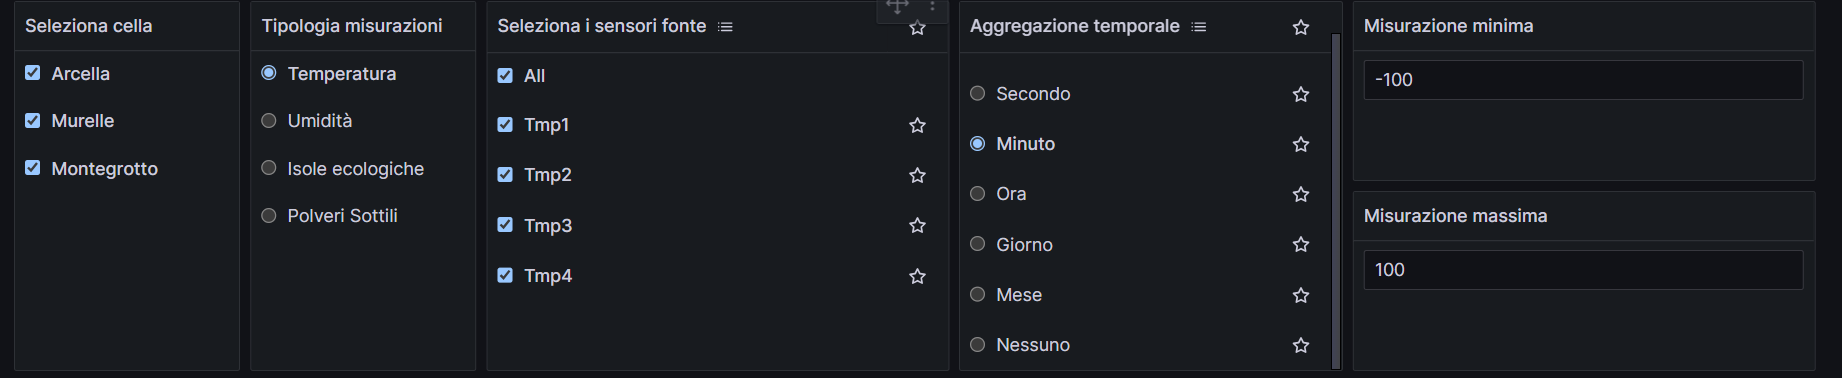 Seleziona cella
Arcella
Murelle
Montegrotto
Tipologia misurazioni
Temperatura
Umidità
Isole ecologiche
Polveri Sottili
Seleziona i sensori fonte
All
Tmp1
Tmp2
Tmp3
Tmp4
Aggregazione temporale
Secondo
Minuto
Ora
Giorno
Mese
Nessuno
Misurazione minima
-100
Misurazione massima
100